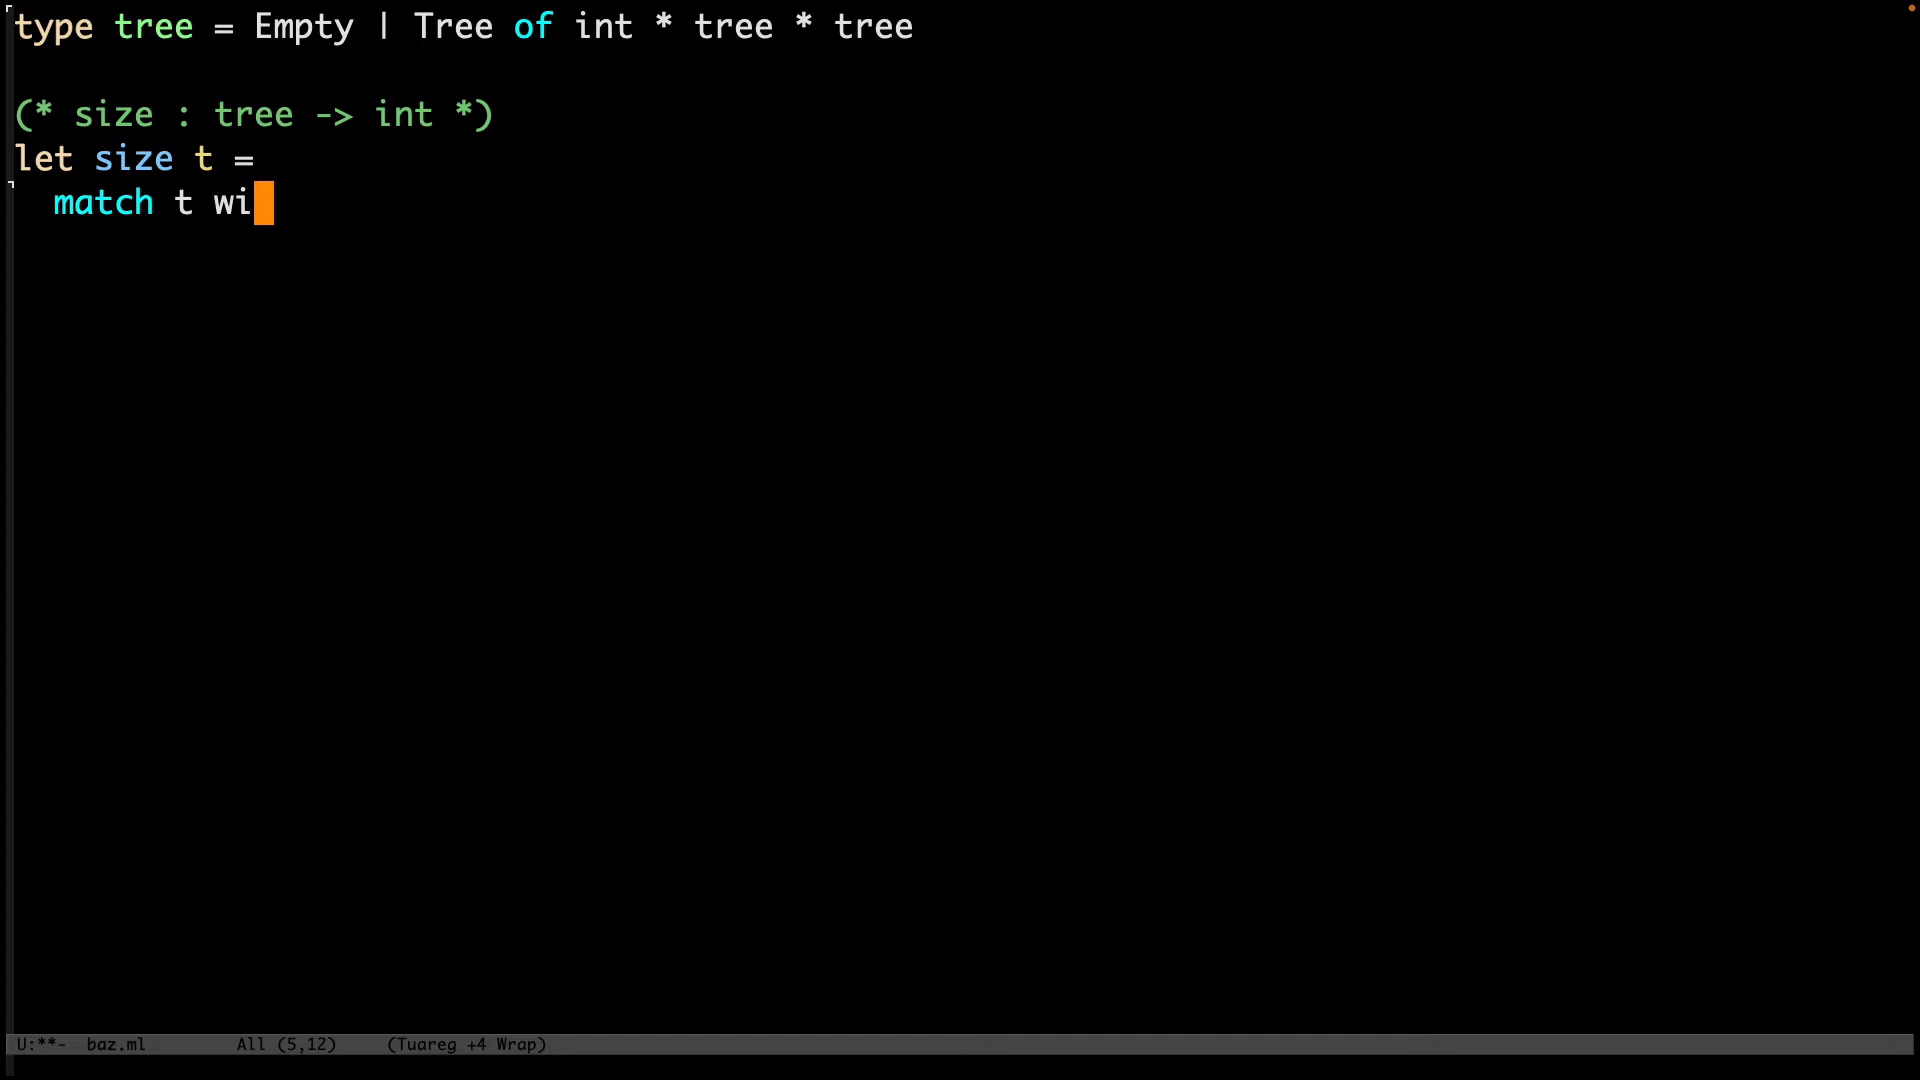 type tree = Empty | Tree of int * tree * tree
(* size : tree -> int *)
let size t =
  match t wi
U:**-  baz.ml         All (5,12)     (Tuareg +4 Wrap)